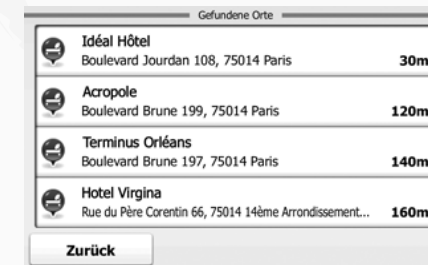 Gefundene Orte
Idéal Hôtel
Boulevard Jourdan 108, 75014 Paris 30m
Acropole
Boulevard Brune 199, 75014 Paris 120m
Terminus Orléans
Boulevard Brune 197, 75014 Paris 140m
Hotel Virgina
Rue du Père Corentin 66, 75014 14ème Arrondissement... 160m
Zurück